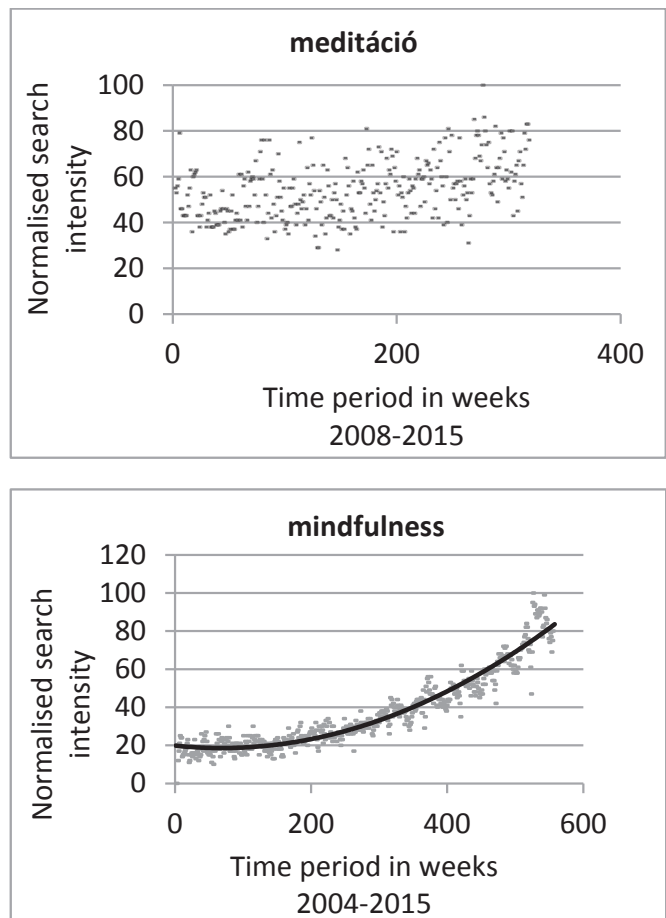 meditáció
100
80
60
40
20
0
0 200 400
Normalised search
intensity
Time period in weeks
2008-2015
mindfulness
120
100
80
60
40
20
0
0 200 400 600
Normalised search
intensity
Time period in weeks
2004-2015